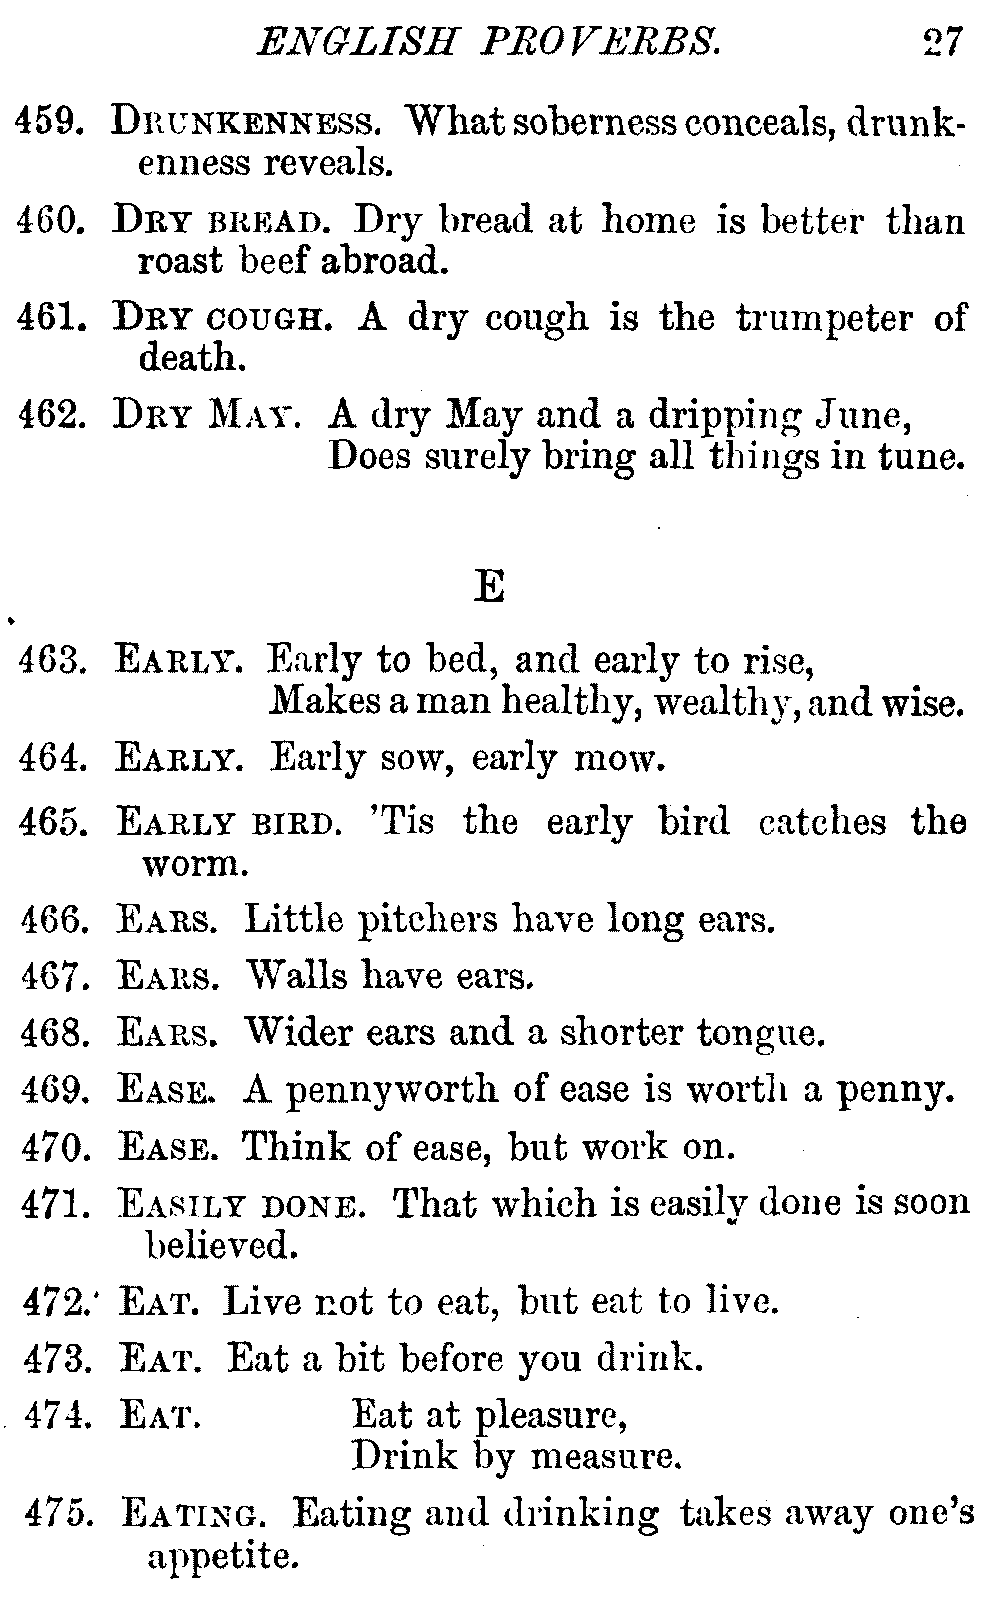 ENGLISH PROVERBS. 27
459. DRUNKENNESS. What soberness conceals, drunk-
enness reveals.
460. DRY BREAD. Dry bread at home is better than
roast beef abroad.
461. DRY COUGH. A dry cough is the trumpeter of
death.
462. DRY MAY. A dry May and a dripping June,
Does surely bring all things in tune.
E
463. EARLY. Early to bed, and early to rise,
Makes a man healthy, wealthy, and wise.
464. EARLY. Early sow, early mow.
465. EARLY BIRD. 'Tis the early bird catches the
worm.
466. EARS. Little pitchers have long ears.
467. EARS. Walls have ears.
468. EARS. Wider ears and a shorter tongue.
469. EASE. A pennyworth of ease is worth a penny.
470. EASE. Think of ease, but work on.
471. EASILY DONE. That which is easily done is soon
believed.
472. EAT. Live not to eat, but eat to live.
473. EAT. Eat a bit before you drink.
474. EAT. Eat at pleasure,
Drink by measure.
475. EATING. Eating and drinking takes away one's
appetite.